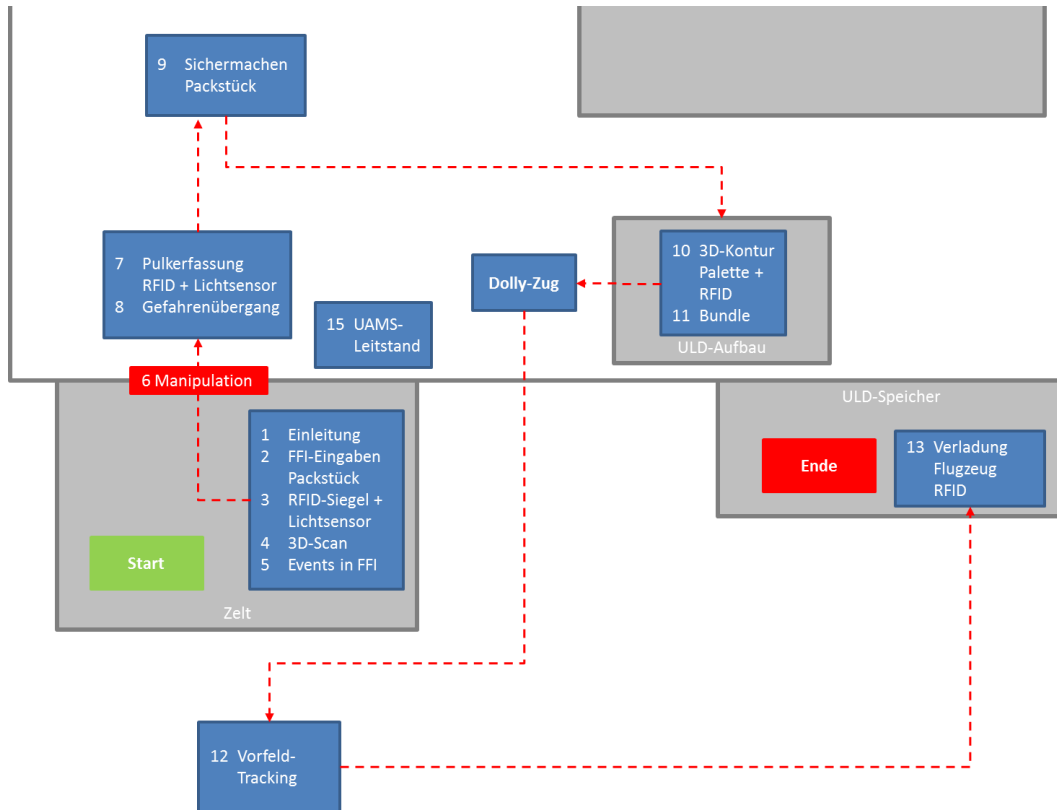 9 Sichermachen
Packstück
7 Pulkerfassung
RFID + Lichtsensor
8 Gefahrenübergang
15 UAMS-
Leitstand
Dolly-Zug
10 3D-Kontur
Palette +
RFID
11 Bundle
ULD-Aufbau
6 Manipulation
1 Einleitung
2 FFI-Eingaben
Packstück
3 RFID-Siegel +
Lichtsensor
4 3D-Scan
5 Events in FFI
Start
Zelt
ULD-Speicher
Ende
13 Verladung
Flugzeug
RFID
12 Vorfeld-
Tracking